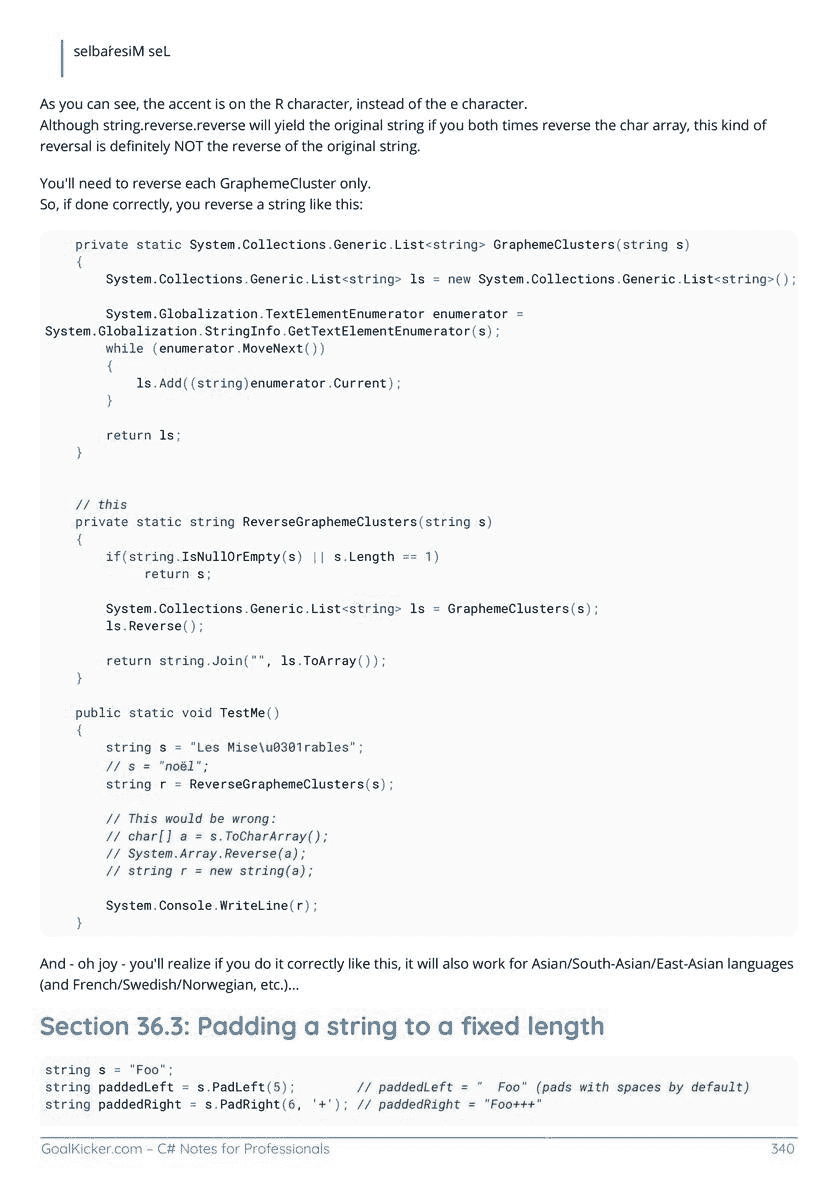 selbaŕesiM seL
As you can see, the accent is on the R character, instead of the e character.
Although string.reverse.reverse will yield the original string if you both times reverse the char array, this kind of
reversal is definitely NOT the reverse of the original string.
You'll need to reverse each GraphemeCluster only.
So, if done correctly, you reverse a string like this:
    private static System.Collections.Generic.List<string> GraphemeClusters(string s)
    {
        System.Collections.Generic.List<string> ls = new System.Collections.Generic.List<string>();
        System.Globalization.TextElementEnumerator enumerator =
System.Globalization.StringInfo.GetTextElementEnumerator(s);
        while (enumerator.MoveNext())
        {
            ls.Add((string)enumerator.Current);
        }
        return ls;
    }
    // this
    private static string ReverseGraphemeClusters(string s)
    {
        if(string.IsNullOrEmpty(s) || s.Length == 1)
             return s;
        System.Collections.Generic.List<string> ls = GraphemeClusters(s);
        ls.Reverse();
        return string.Join("", ls.ToArray());
    }
    public static void TestMe()
    {
        string s = "Les Mise\u0301rables";
        // s = "noël";
        string r = ReverseGraphemeClusters(s);
        // This would be wrong:
        // char[] a = s.ToCharArray();
        // System.Array.Reverse(a);
        // string r = new string(a);
        System.Console.WriteLine(r);
    }
And - oh joy - you'll realize if you do it correctly like this, it will also work for Asian/South-Asian/East-Asian languages
(and French/Swedish/Norwegian, etc.)...
Section 36.3: Padding a string to a fixed length
string s = "Foo";
string paddedLeft = s.PadLeft(5);        // paddedLeft = "  Foo" (pads with spaces by default)
string paddedRight = s.PadRight(6, '+'); // paddedRight = "Foo+++"
GoalKicker.com – C# Notes for Professionals 340